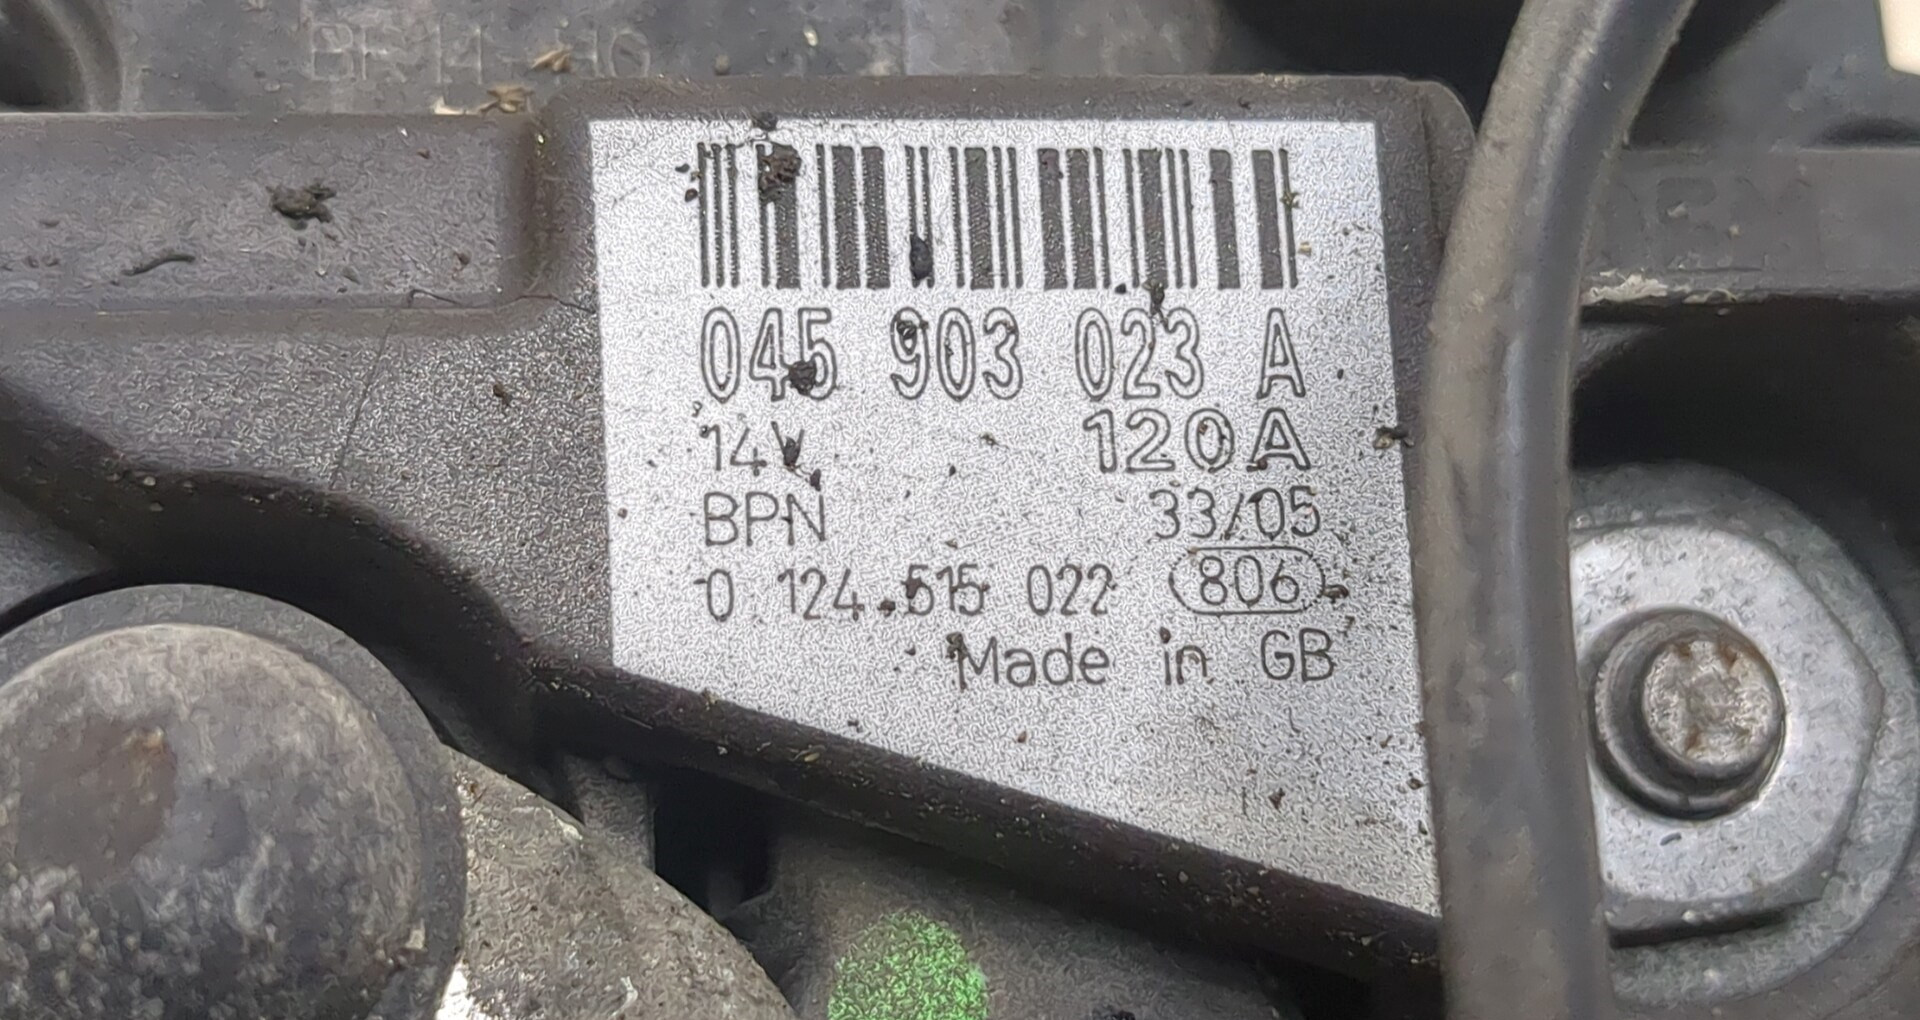 045 903 023 A
14V 120A
BPN 33/05
0 124 515 022 806
Made in GB